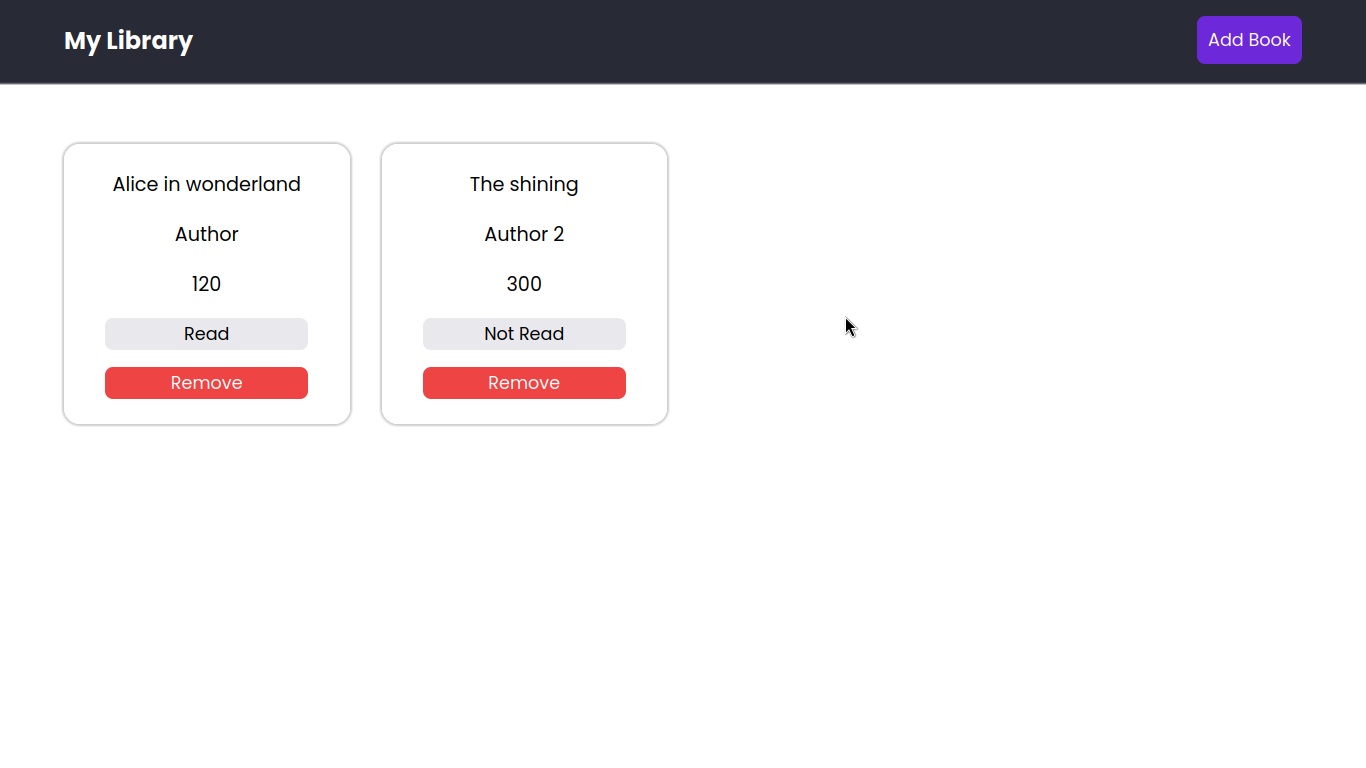 My Library
Add Book
Alice in wonderland
Author
120
Read
Remove
The shining
Author 2
300
Not Read
Remove